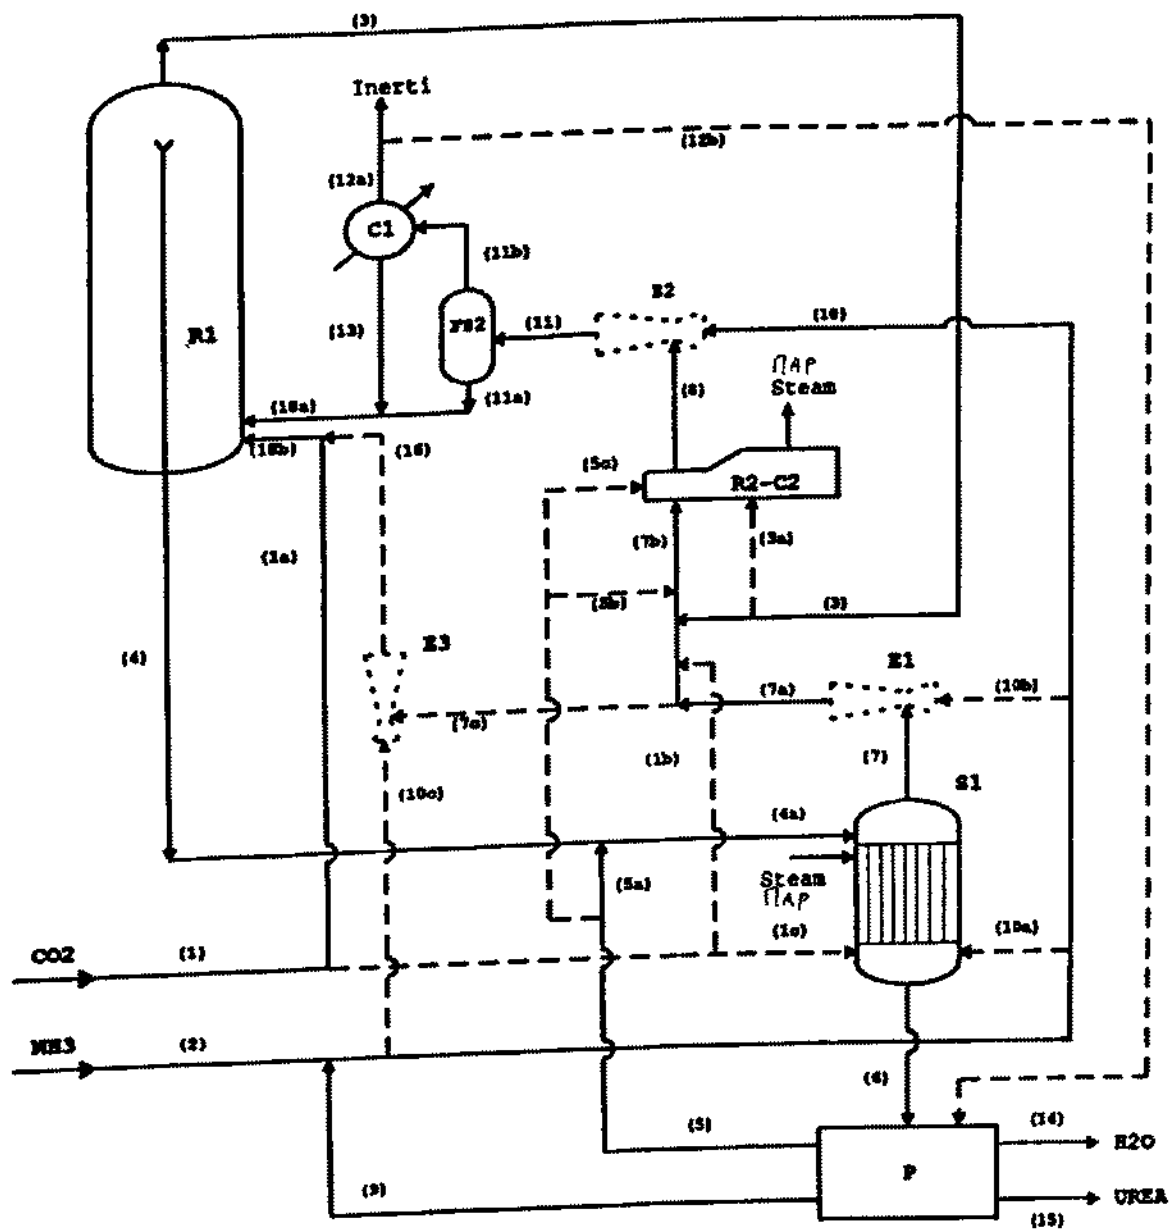 (3)
Inerti
(12b)
(12a)
C1
(11b)
E2
R1
(13)
FS2
(11)
(10)
ПАР
Steam
(8)
(11a)
(16a)
(16b)
(16)
(5c)
R2-C2
(7b)
(3a)
(1a)
(5b)
(3)
E3
(4)
E1
(7a)
(10b)
(7c)
(1b)
(7)
(10c)
S1
(4a)
(5a)
Steam
ПАР
(1c)
(10a)
CO2
(1)
NH3
(2)
(6)
(5)
(14)
H2O
P
(9)
UREA
(15)